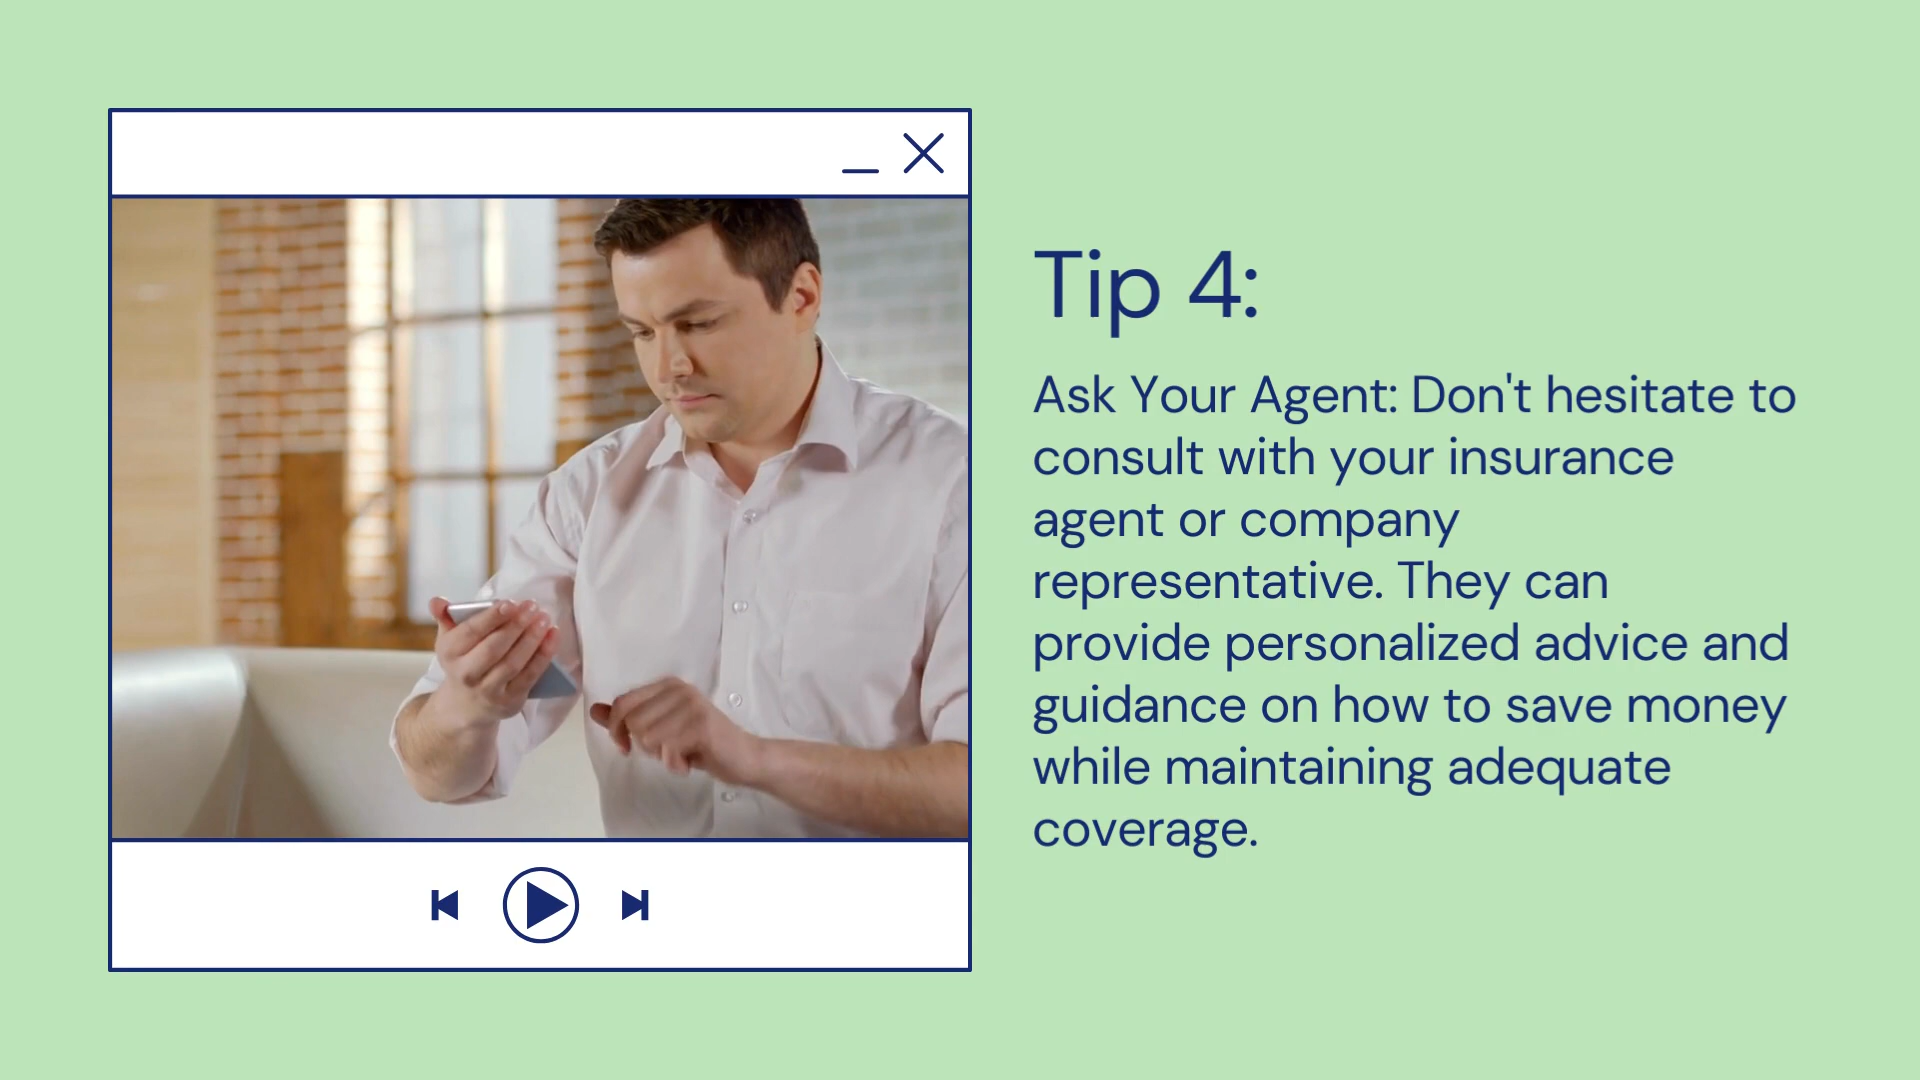 Tip 4:
Ask Your Agent: Don't hesitate to
consult with your insurance
agent or company
representative. They can
provide personalized advice and
guidance on how to save money
while maintaining adequate
coverage.